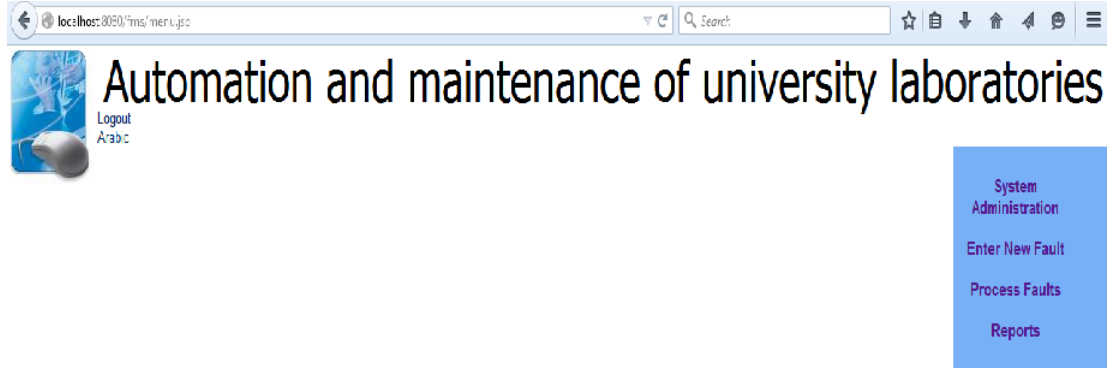 localhost:8080/fms/menu.jsp
Search
Automation and maintenance of university laboratories
Logout
Arabic
System
Administration
Enter New Fault
Process Faults
Reports